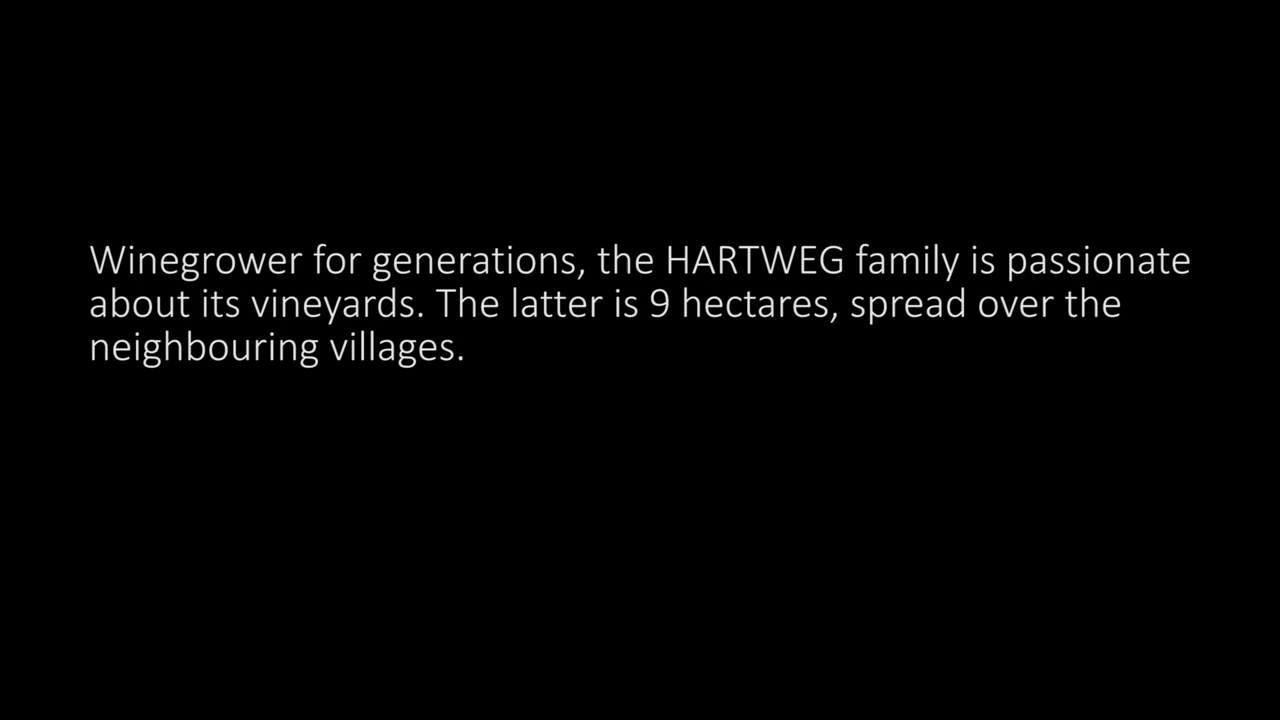 Winegrower for generations, the HARTWEG family is passionate
about its vineyards. The latter is 9 hectares, spread over the
neighbouring villages.